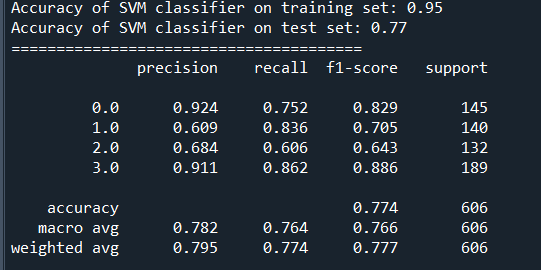 Accuracy of SVM classifier on training set: 0.95
Accuracy of SVM classifier on test set: 0.77
========================================
precision recall f1-score support
0.0 0.924 0.752 0.829 145
1.0 0.609 0.836 0.705 140
2.0 0.684 0.606 0.643 132
3.0 0.911 0.862 0.886 189
accuracy 0.774 606
macro avg 0.782 0.764 0.766 606
weighted avg 0.795 0.774 0.777 606